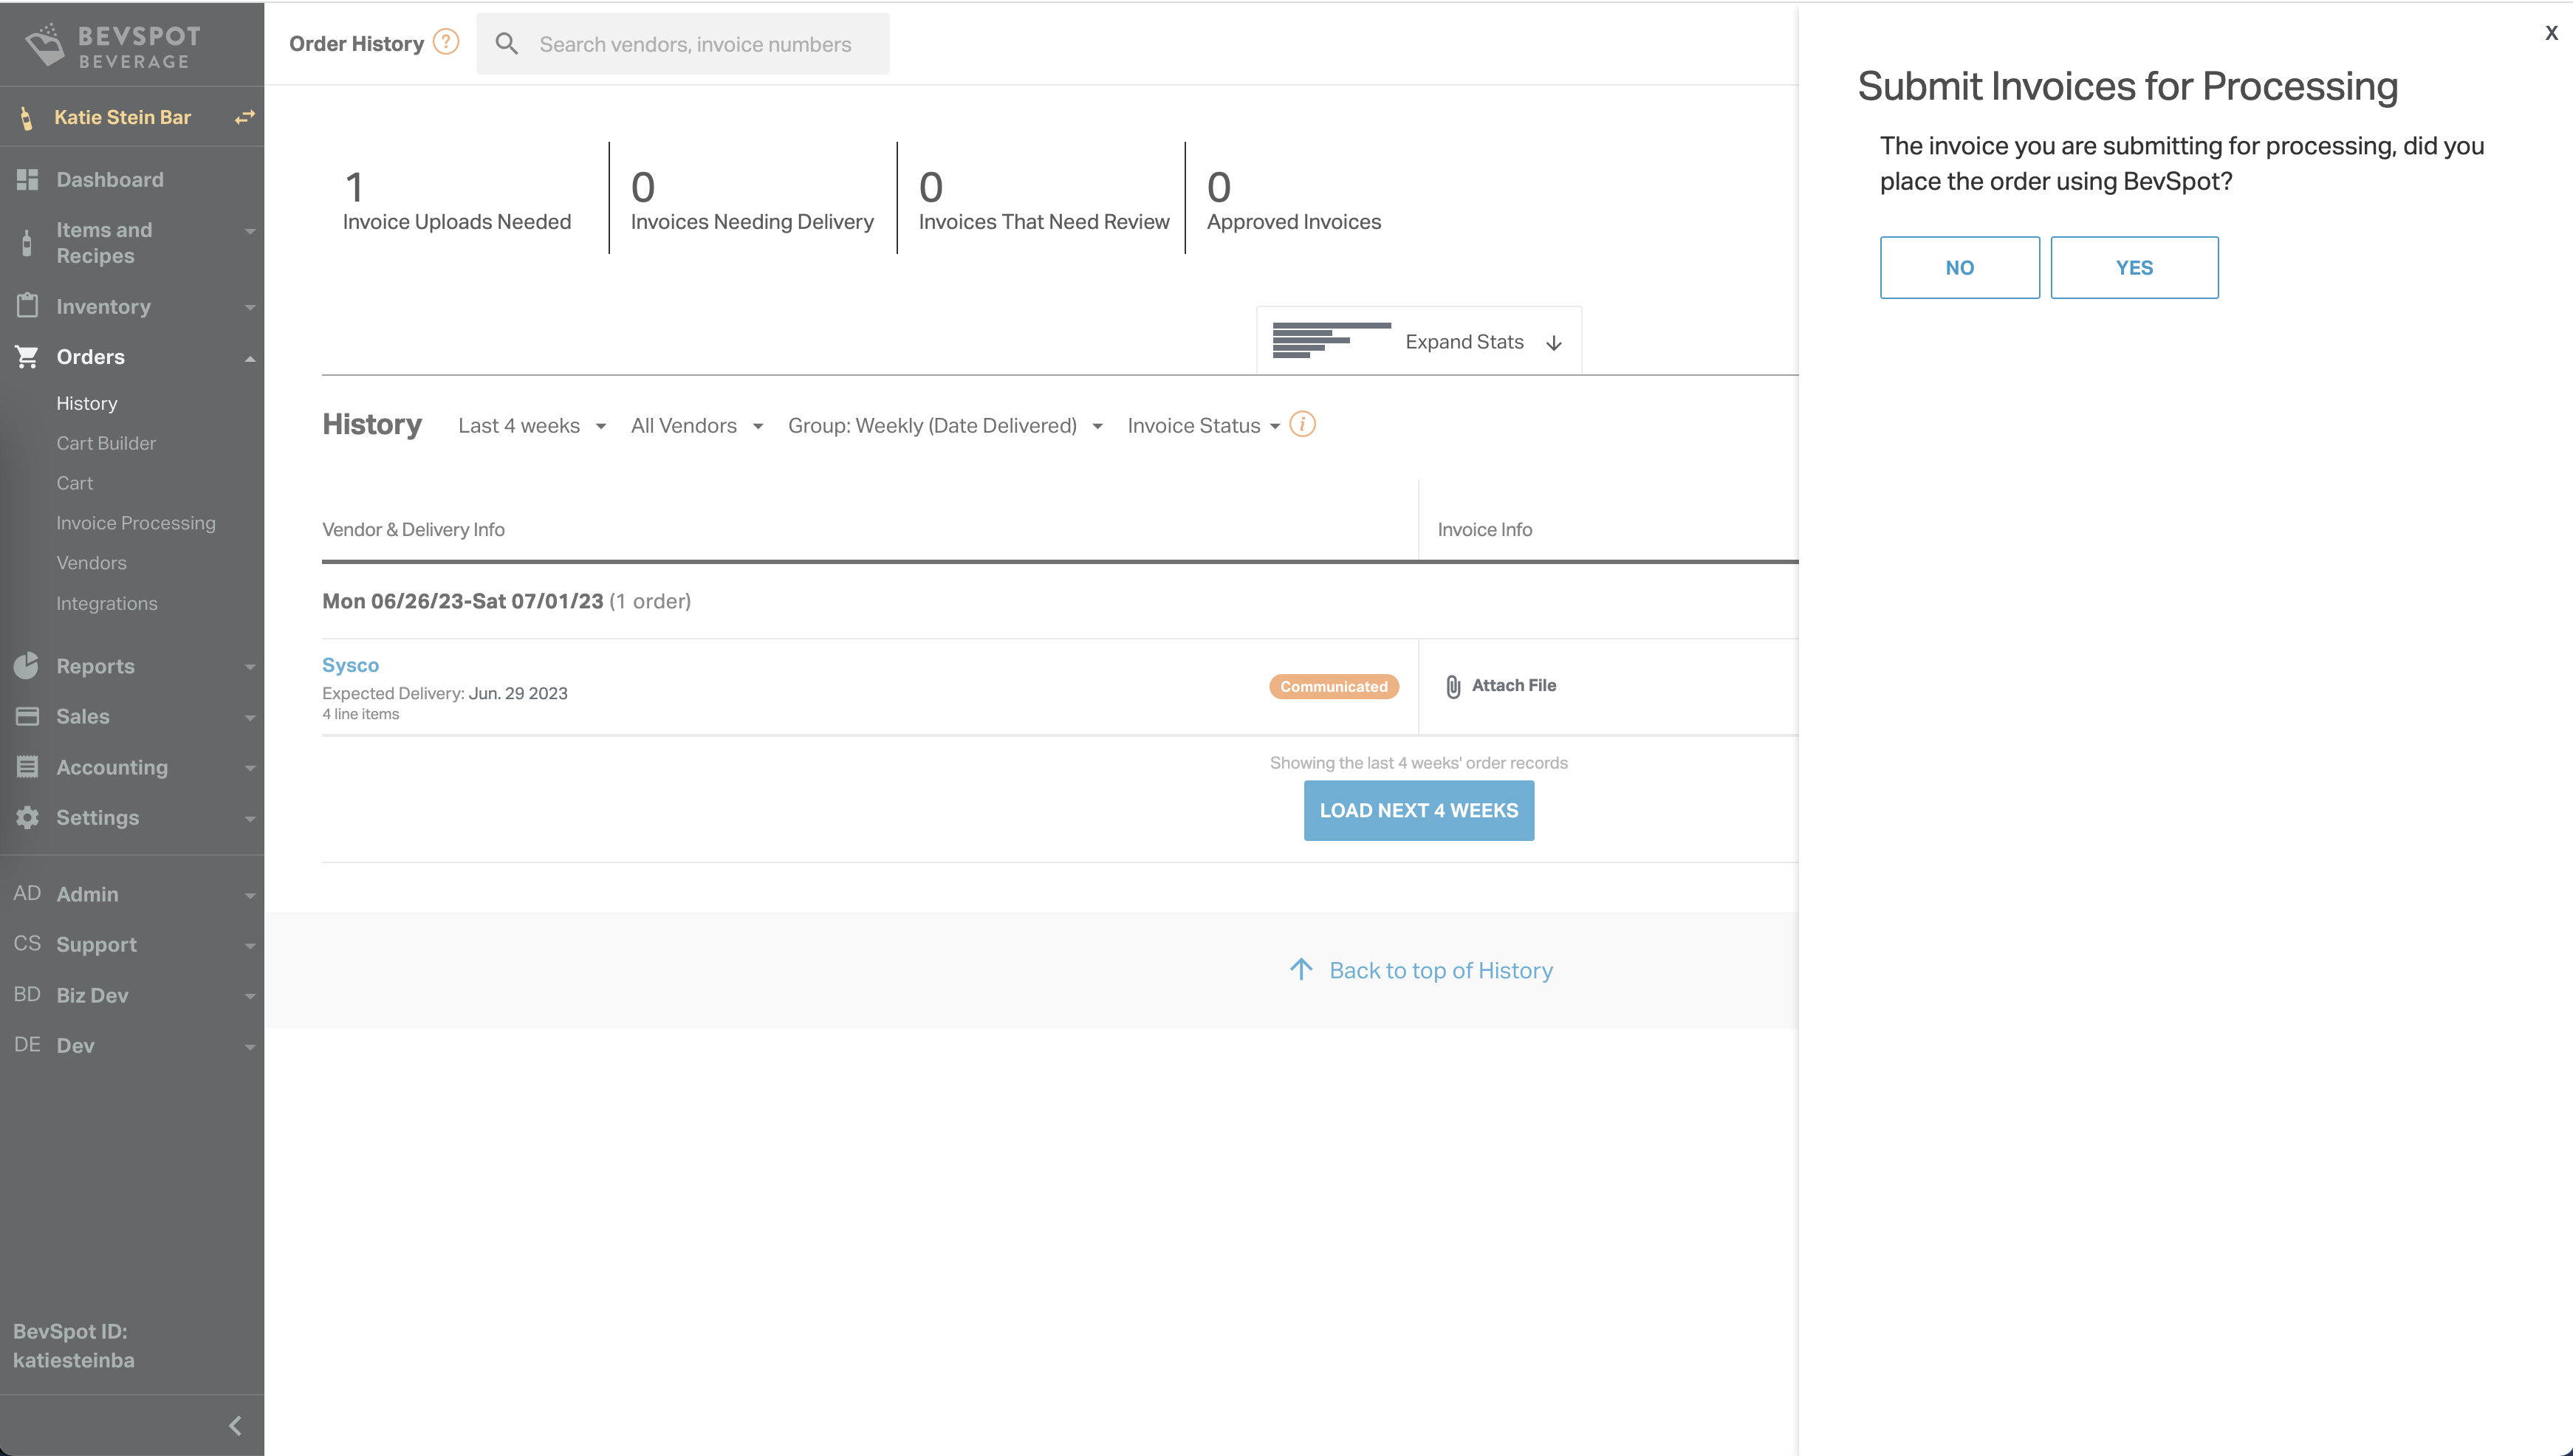 BEVSPOT
BEVERAGE
Katie Stein Bar
Dashboard
Items and
Recipes
Inventory
Orders
History
Cart Builder
Cart
Invoice Processing
Vendors
Integrations
Reports
Sales
Accounting
Settings
AD Admin
CS Support
BD Biz Dev
DE Dev
BevSpot ID:
katiesteinba
Order History ?
Search vendors, invoice numbers
1
Invoice Uploads Needed
0
Invoices Needing Delivery
0
Invoices That Need Review
0
Approved Invoices
Expand Stats
History Last 4 weeks All Vendors Group: Weekly (Date Delivered) Invoice Status i
Vendor & Delivery Info Invoice Info
Mon 06/26/23-Sat 07/01/23 (1 order)
Sysco
Expected Delivery: Jun. 29 2023
4 line items
Communicated
Attach File
Showing the last 4 weeks' order records
LOAD NEXT 4 WEEKS
Back to top of History
X
Submit Invoices for Processing
The invoice you are submitting for processing, did you
place the order using BevSpot?
NO YES